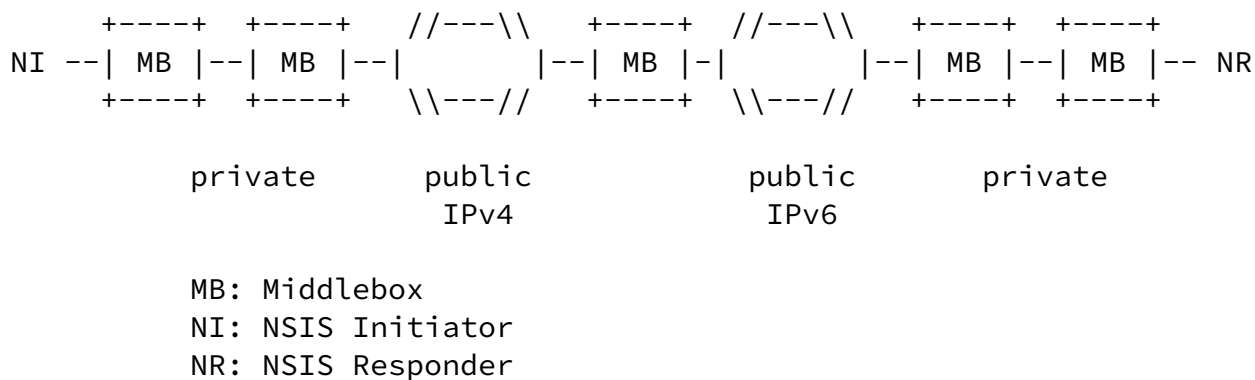 +----+ +----+ //---\\ +----+ //---\\ +----+ +----+
NI --| MB |--| MB |--| |--| MB |-| |--| MB |--| MB |-- NR
+----+ +----+ \\---// +----+ \\---// +----+ +----+
private public public private
IPv4 IPv6
MB: Middlebox
NI: NSIS Initiator
NR: NSIS Responder